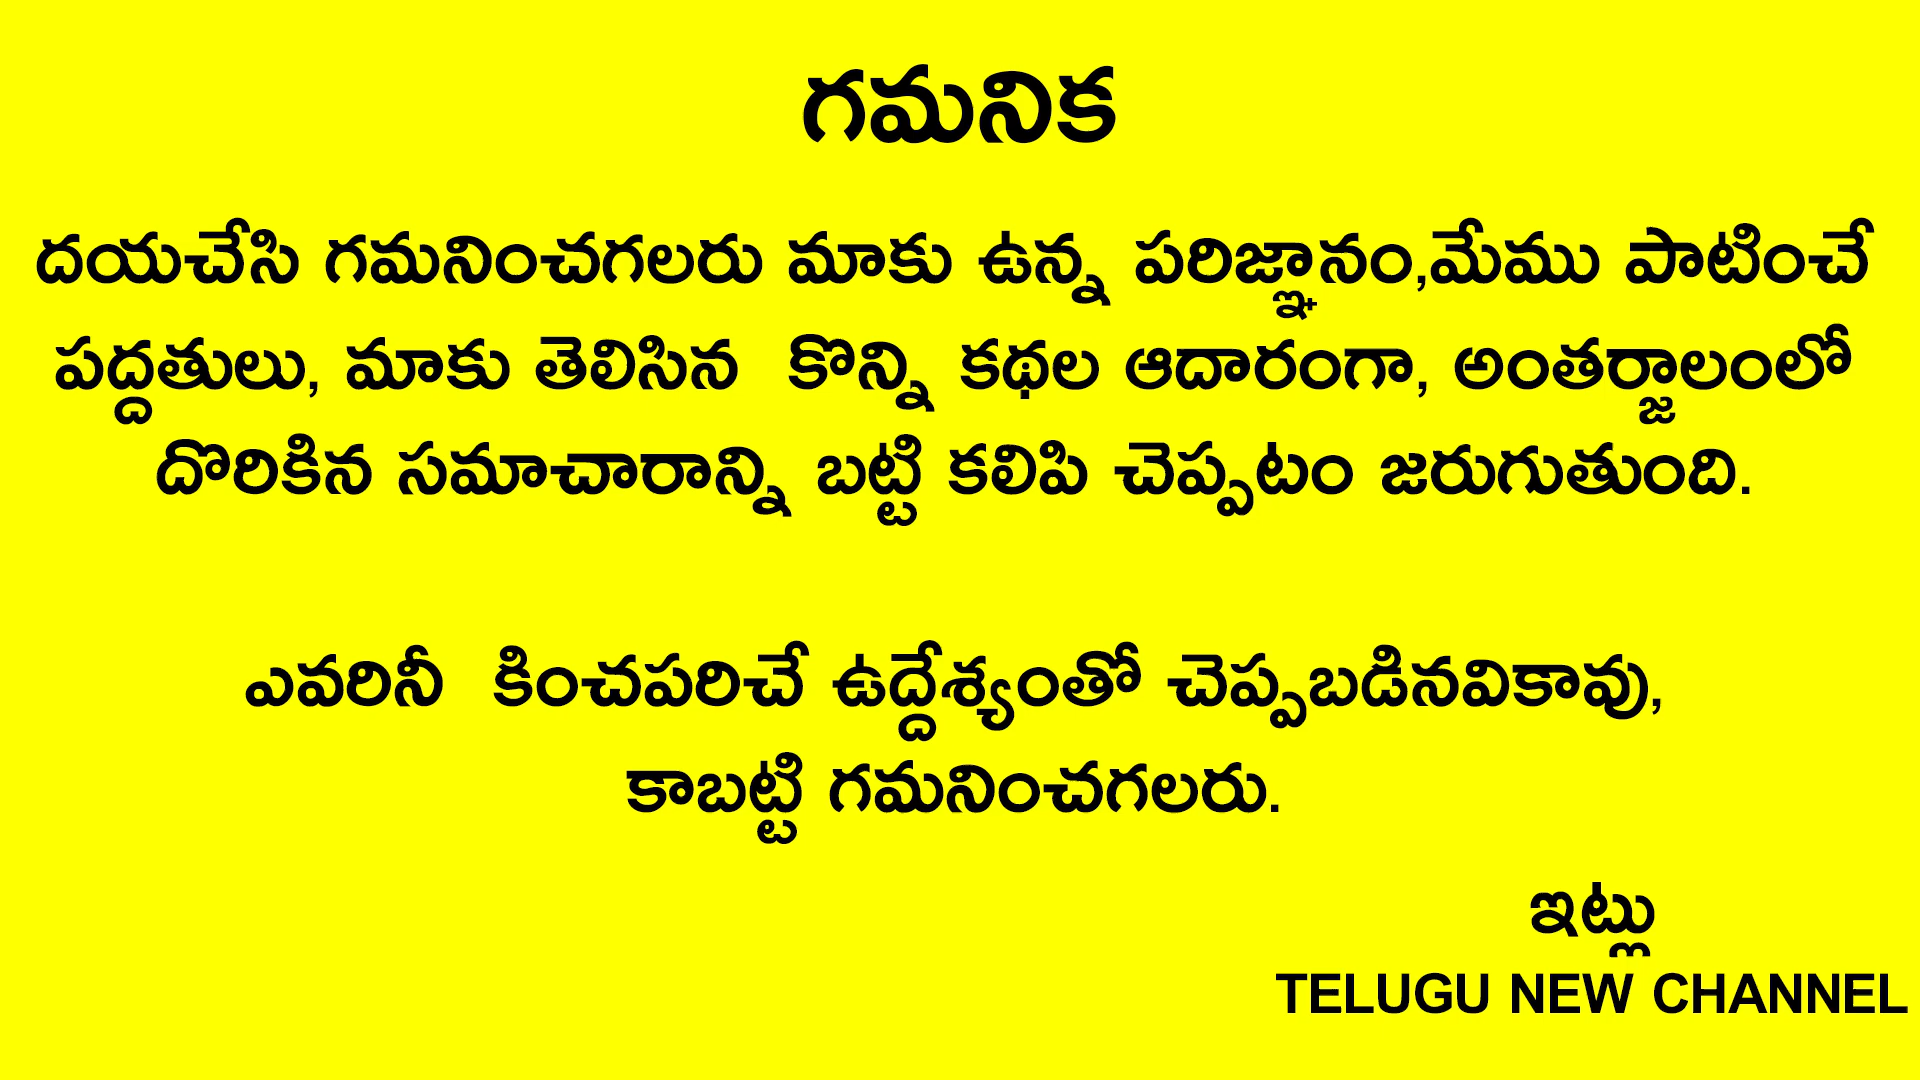 గమనిక
దయచేసి గమనించగలరు మాకు ఉన్న పరిజ్ఞానం,మేము పాటించే
పద్దతులు, మాకు తెలిసిన కొన్ని కథల ఆదారంగా, అంతర్జాలంలో
దొరికిన సమాచారాన్ని బట్టి కలిపి చెప్పటం జరుగుతుంది.
ఎవరినీ కించపరిచే ఉద్దేశ్యంతో చెప్పబడినవికావు,
కాబట్టి గమనించగలరు.
ఇట్లు
TELUGU NEW CHANNEL